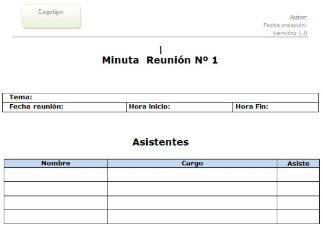 Logotipo
Autor:
Fecha creación:
Versión: 1.0
Minuta Reunión Nº 1
Tema:
Fecha reunión: Hora inicio: Hora Fin:
Asistentes
Nombre Cargo Asiste